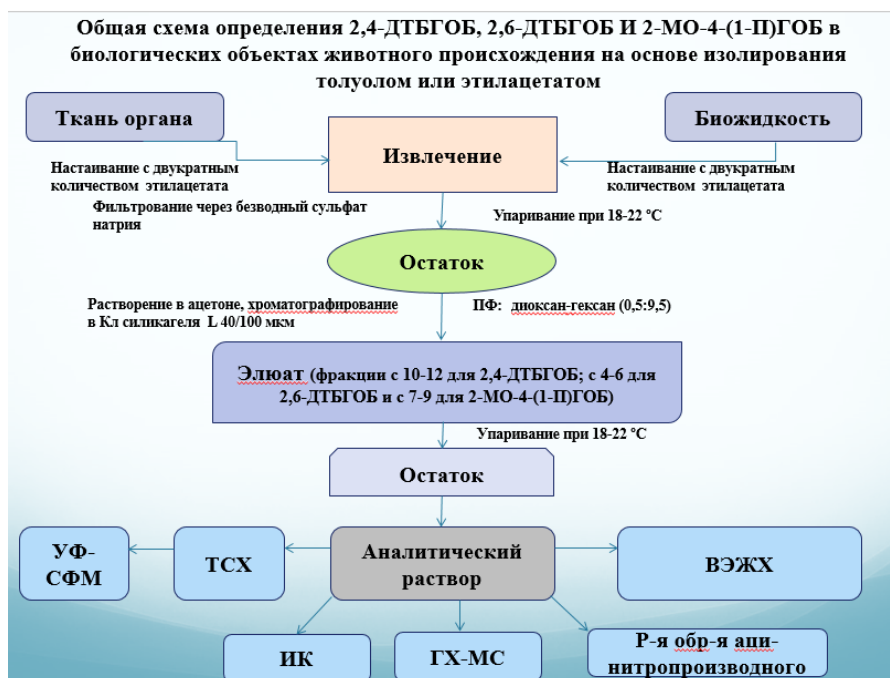 Общая схема определения 2,4-ДТБГОБ, 2,6-ДТБГОБ И 2-МО-4-(1-П)ГОБ в
биологических объектах животного происхождения на основе изолирования
толуолом или этилацетатом
Ткань органа
Биожидкость
Извлечение
Настаивание с двукратным
количеством этилацетата
Настаивание с двукратным
количеством этилацетата
Фильтрование через безводный сульфат
натрия
Упаривание при 18-22 °С
Остаток
Растворение в ацетоне, хроматографирование
в Кл силикагеля L 40/100 мкм
ПФ: диоксан-гексан (0,5:9,5)
Элюат (фракции с 10-12 для 2,4-ДТБГОБ; с 4-6 для
2,6-ДТБГОБ и с 7-9 для 2-МО-4-(1-П)ГОБ)
Упаривание при 18-22 °С
Остаток
УФ-
СФМ
ТСХ
Аналитический
раствор
ВЭЖХ
ИК
ГХ-МС
Р-я обр-я аци-
нитропроизводного